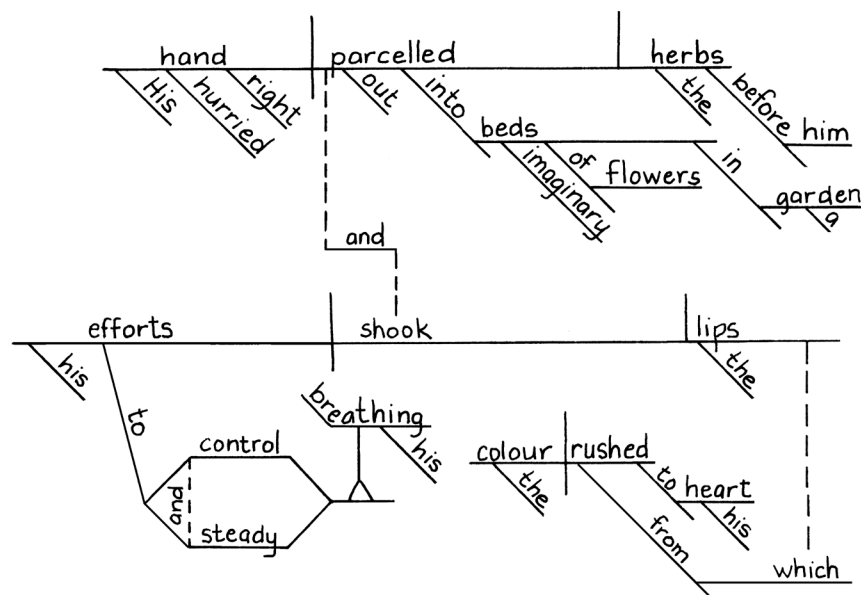 hand parcelled herbs
His hurried right out into the before him
beds
imaginary of flowers in garden
a
and
efforts shook lips
his the
to breathing his
control
and
steady
colour rushed
the to heart
from his
which